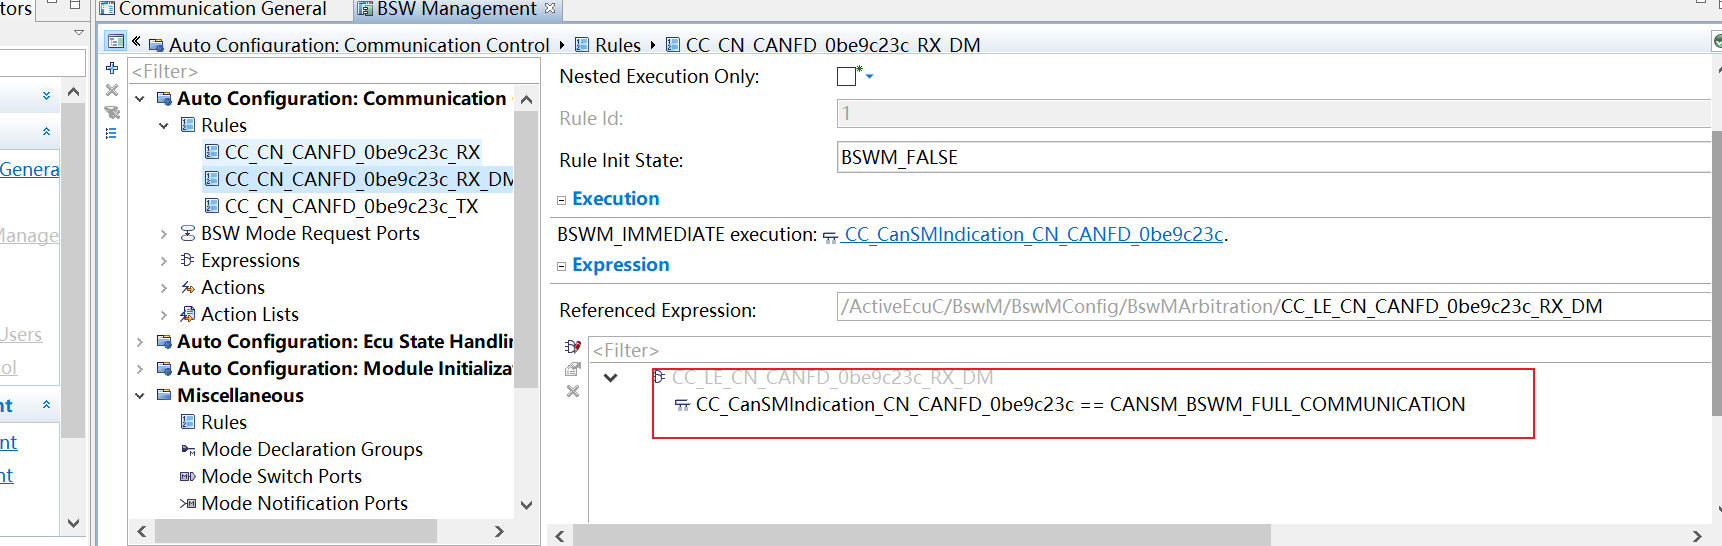 tors
Communication General
BSW Management
Auto Configuration: Communication Control
Rules
CC_CN_CANFD_0be9c23c_RX_DM
<Filter>
Auto Configuration: Communication
Rules
CC_CN_CANFD_0be9c23c_RX
CC_CN_CANFD_0be9c23c_RX_DM
CC_CN_CANFD_0be9c23c_TX
BSW Mode Request Ports
Expressions
Actions
Action Lists
Auto Configuration: Ecu State Handlin
Auto Configuration: Module Initializa
Miscellaneous
Rules
Mode Declaration Groups
Mode Switch Ports
Mode Notification Ports
Genera
Manage
Users
ol
nt
nt
nt
Nested Execution Only:
Rule Id:
1
Rule Init State:
BSWM_FALSE
Execution
BSWM_IMMEDIATE execution: CC_CanSMIndication_CN_CANFD_0be9c23c.
Expression
Referenced Expression:
/ActiveEcuC/BswM/BswMConfig/BswMArbitration/CC_LE_CN_CANFD_0be9c23c_RX_DM
<Filter>
CC_LE_CN_CANFD_0be9c23c_RX_DM
CC_CanSMIndication_CN_CANFD_0be9c23c == CANSM_BSWM_FULL_COMMUNICATION